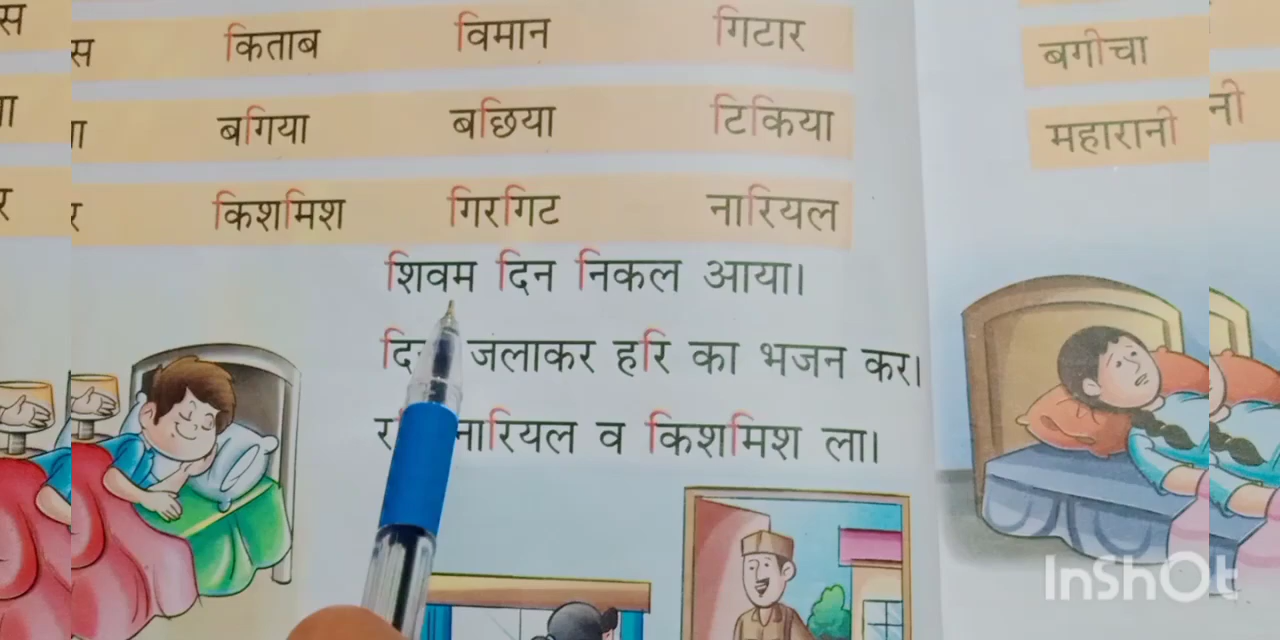 किताब विमान गिटार
बगिया बछिया टिकिया
किशमिश गिरगिट नारियल
शिवम दिन निकल आया।
जलाकर हरि का भजन कर।
नारियल व किशमिश ला।
बगीचा
महारानी
InShOt